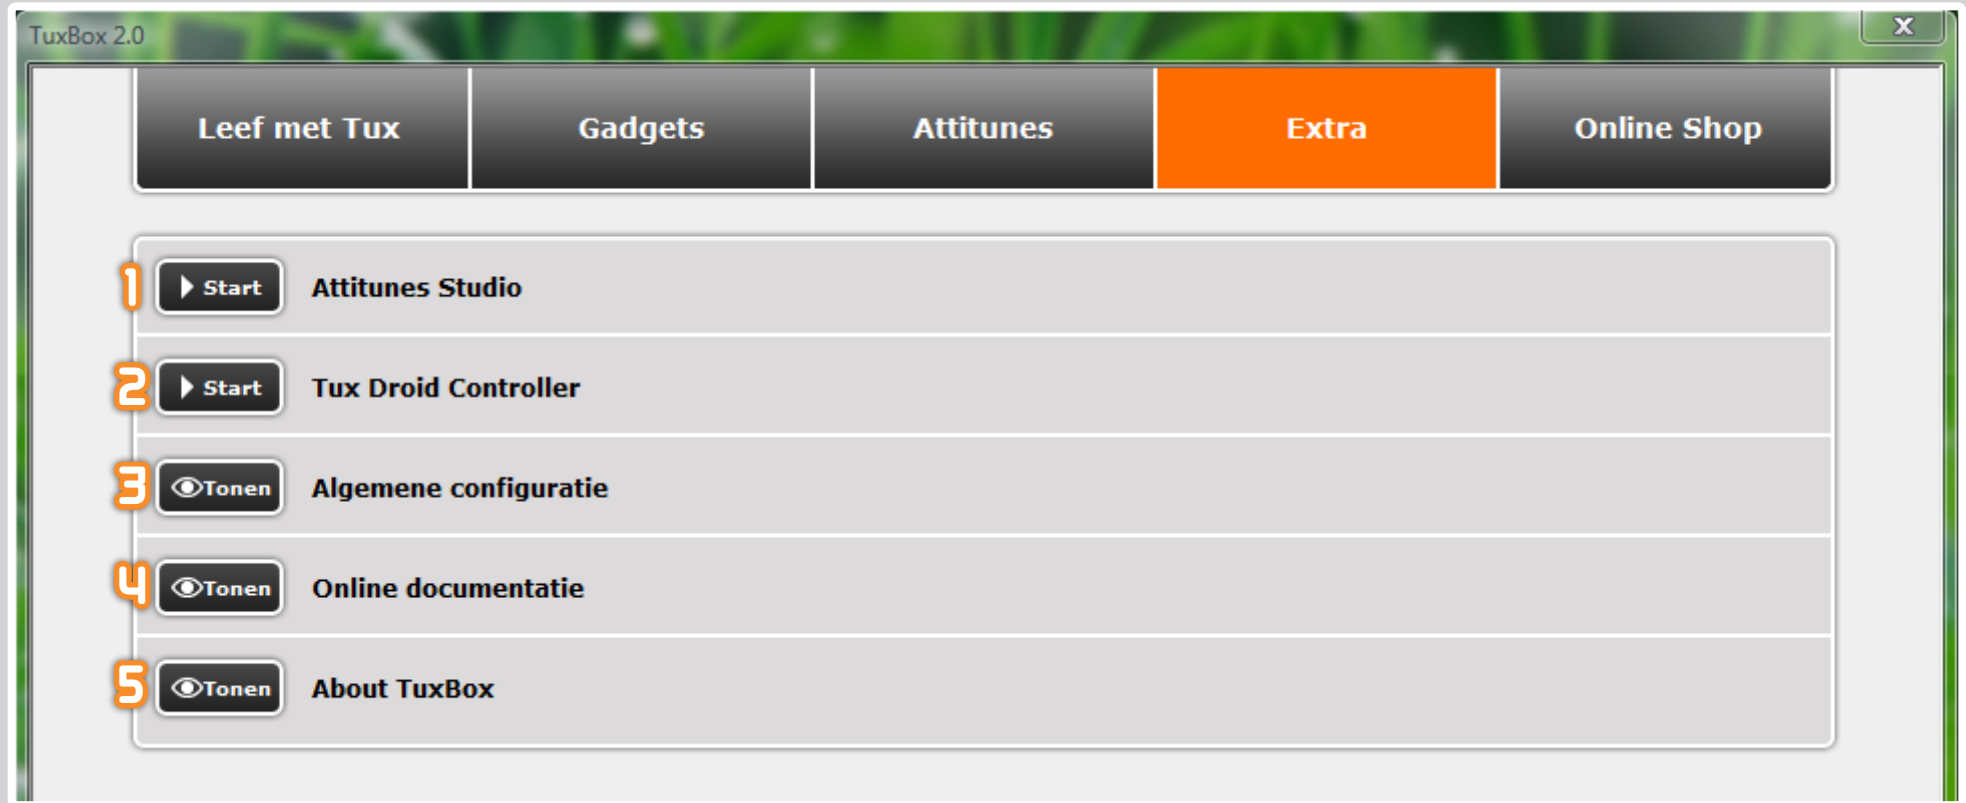 TuxBox 2.0
X
Leef met Tux Gadgets Attitunes Extra Online Shop
1 Start Attitunes Studio
2 Start Tux Droid Controller
3 Tonen Algemene configuratie
4 Tonen Online documentatie
5 Tonen About TuxBox